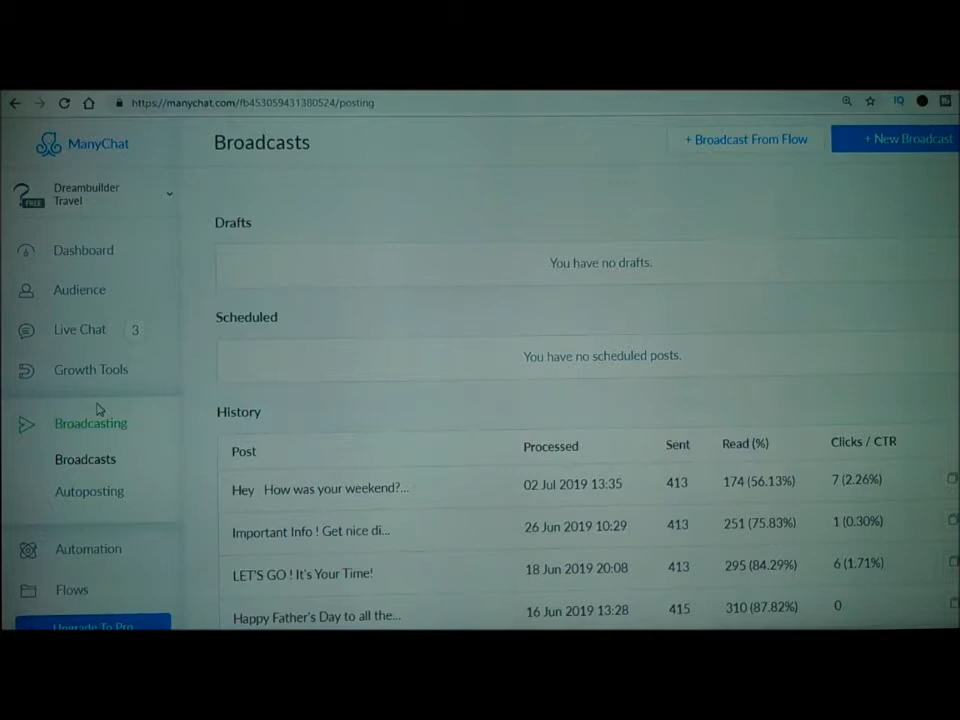 https://manychat.com/fb453059431380524/posting
IQ
ManyChat
Broadcasts
+ Broadcast From Flow
+ New Broadcast
Dreambuilder
Travel
FREE
Dashboard
Audience
Live Chat 3
Growth Tools
Broadcasting
Broadcasts
Autoposting
Automation
Flows
Upgrade To Pro
Drafts
You have no drafts.
Scheduled
You have no scheduled posts.
History
Post Processed Sent Read (%) Clicks / CTR
Hey How was your weekend?... 02 Jul 2019 13:35 413 174 (56.13%) 7 (2.26%)
Important Info ! Get nice di... 26 Jun 2019 10:29 413 251 (75.83%) 1 (0.30%)
LET'S GO ! It's Your Time! 18 Jun 2019 20:08 413 295 (84.29%) 6 (1.71%)
Happy Father's Day to all the... 16 Jun 2019 13:28 415 310 (87.82%) 0